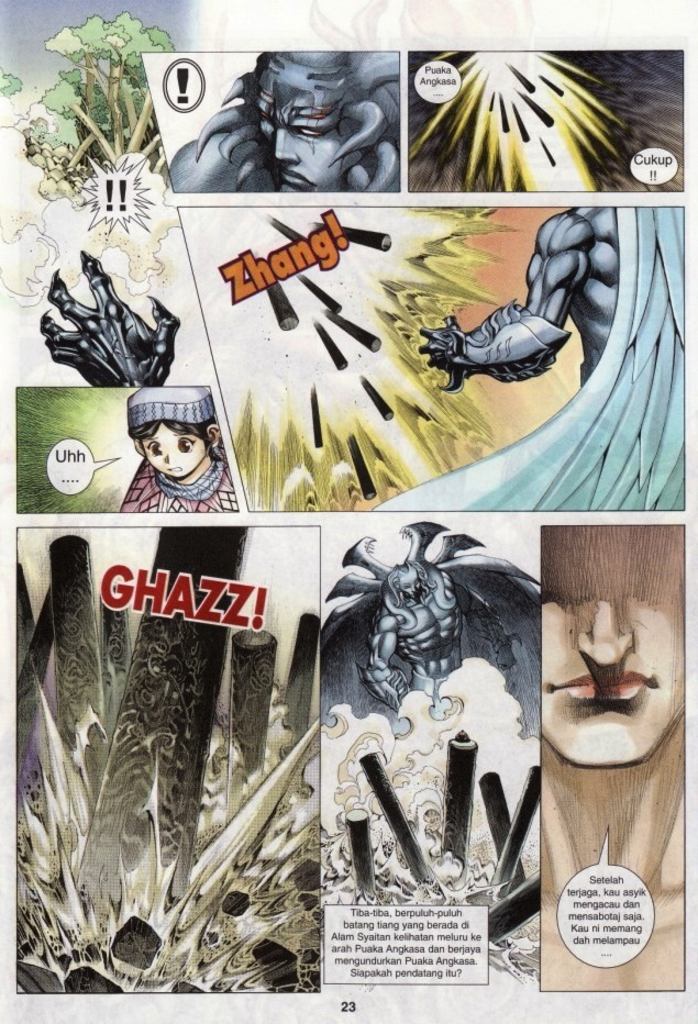 !
Puaka
Angkasa
....
Cukup
!!
!!
Zhang!
Uhh
....
GHAZZ!
Tiba-tiba, berpuluh-puluh
batang tiang yang berada di
Alam Syaitan kelihatan meluru ke
arah Puaka Angkasa dan berjaya
mengundurkan Puaka Angkasa.
Siapakah pendatang itu?
Setelah
terjaga, kau asyik
mengacau dan
mensabotaj saja.
Kau ni memang
dah melampau
....
23